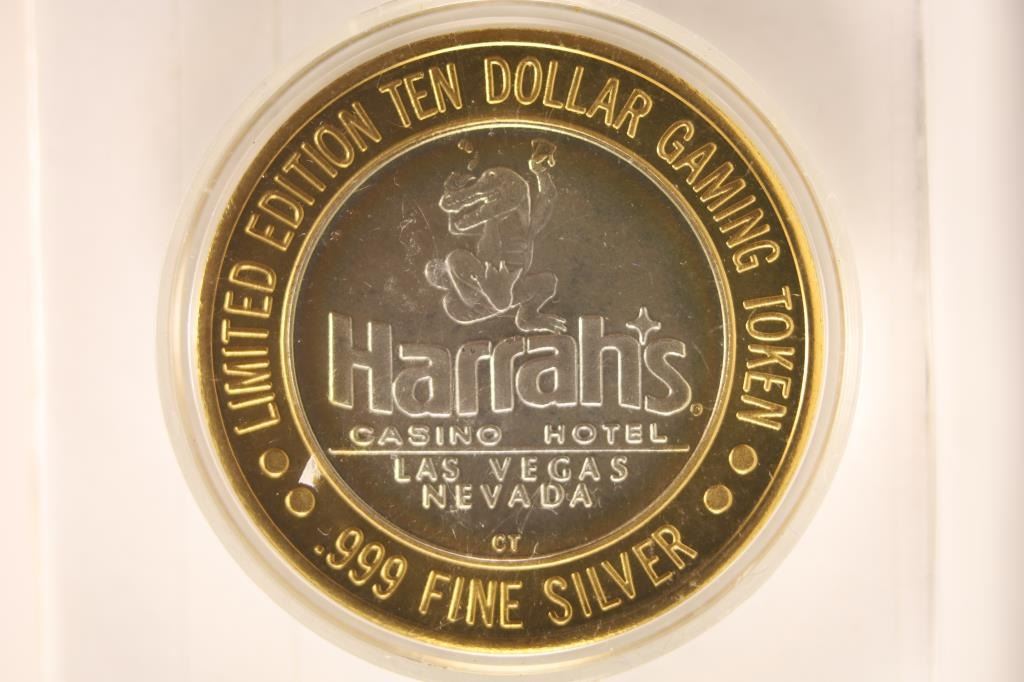 LIMITED EDITION TEN DOLLAR GAMING TOKEN
Harrah's
CASINO HOTEL
LAS VEGAS
NEVADA
CT
.999 FINE SILVER